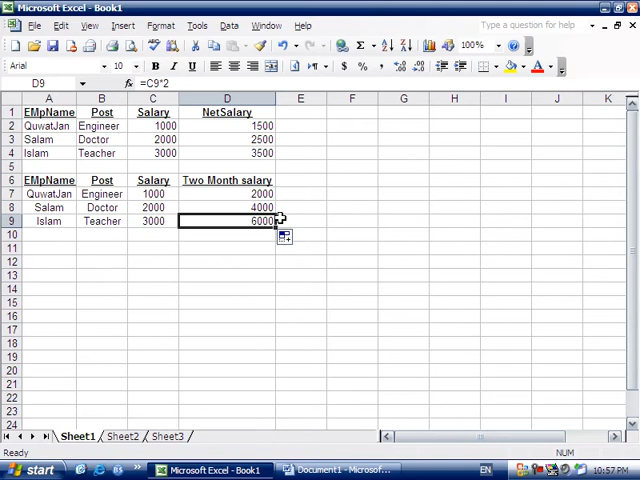 Microsoft Excel - Book1
File Edit View Insert Format Tools Data Window Help
Type a question for help
100%
Arial 10 B I U $ %
D9 =C9*2
A B C D E F G H I J K
1 EMpName Post Salary NetSalary
2 QuwatJan Engineer 1000 1500
3 Salam Doctor 2000 2500
4 Islam Teacher 3000 3500
5
6 EMpName Post Salary Two Month salary
7 QuwatJan Engineer 1000 2000
8 Salam Doctor 2000 4000
9 Islam Teacher 3000 6000
10
11
12
13
14
15
16
17
18
19
20
21
22
23
24
Sheet1 Sheet2 Sheet3
Ready NUM
start Microsoft Excel - Book1 Document1 - Microsof... EN 10:57 PM